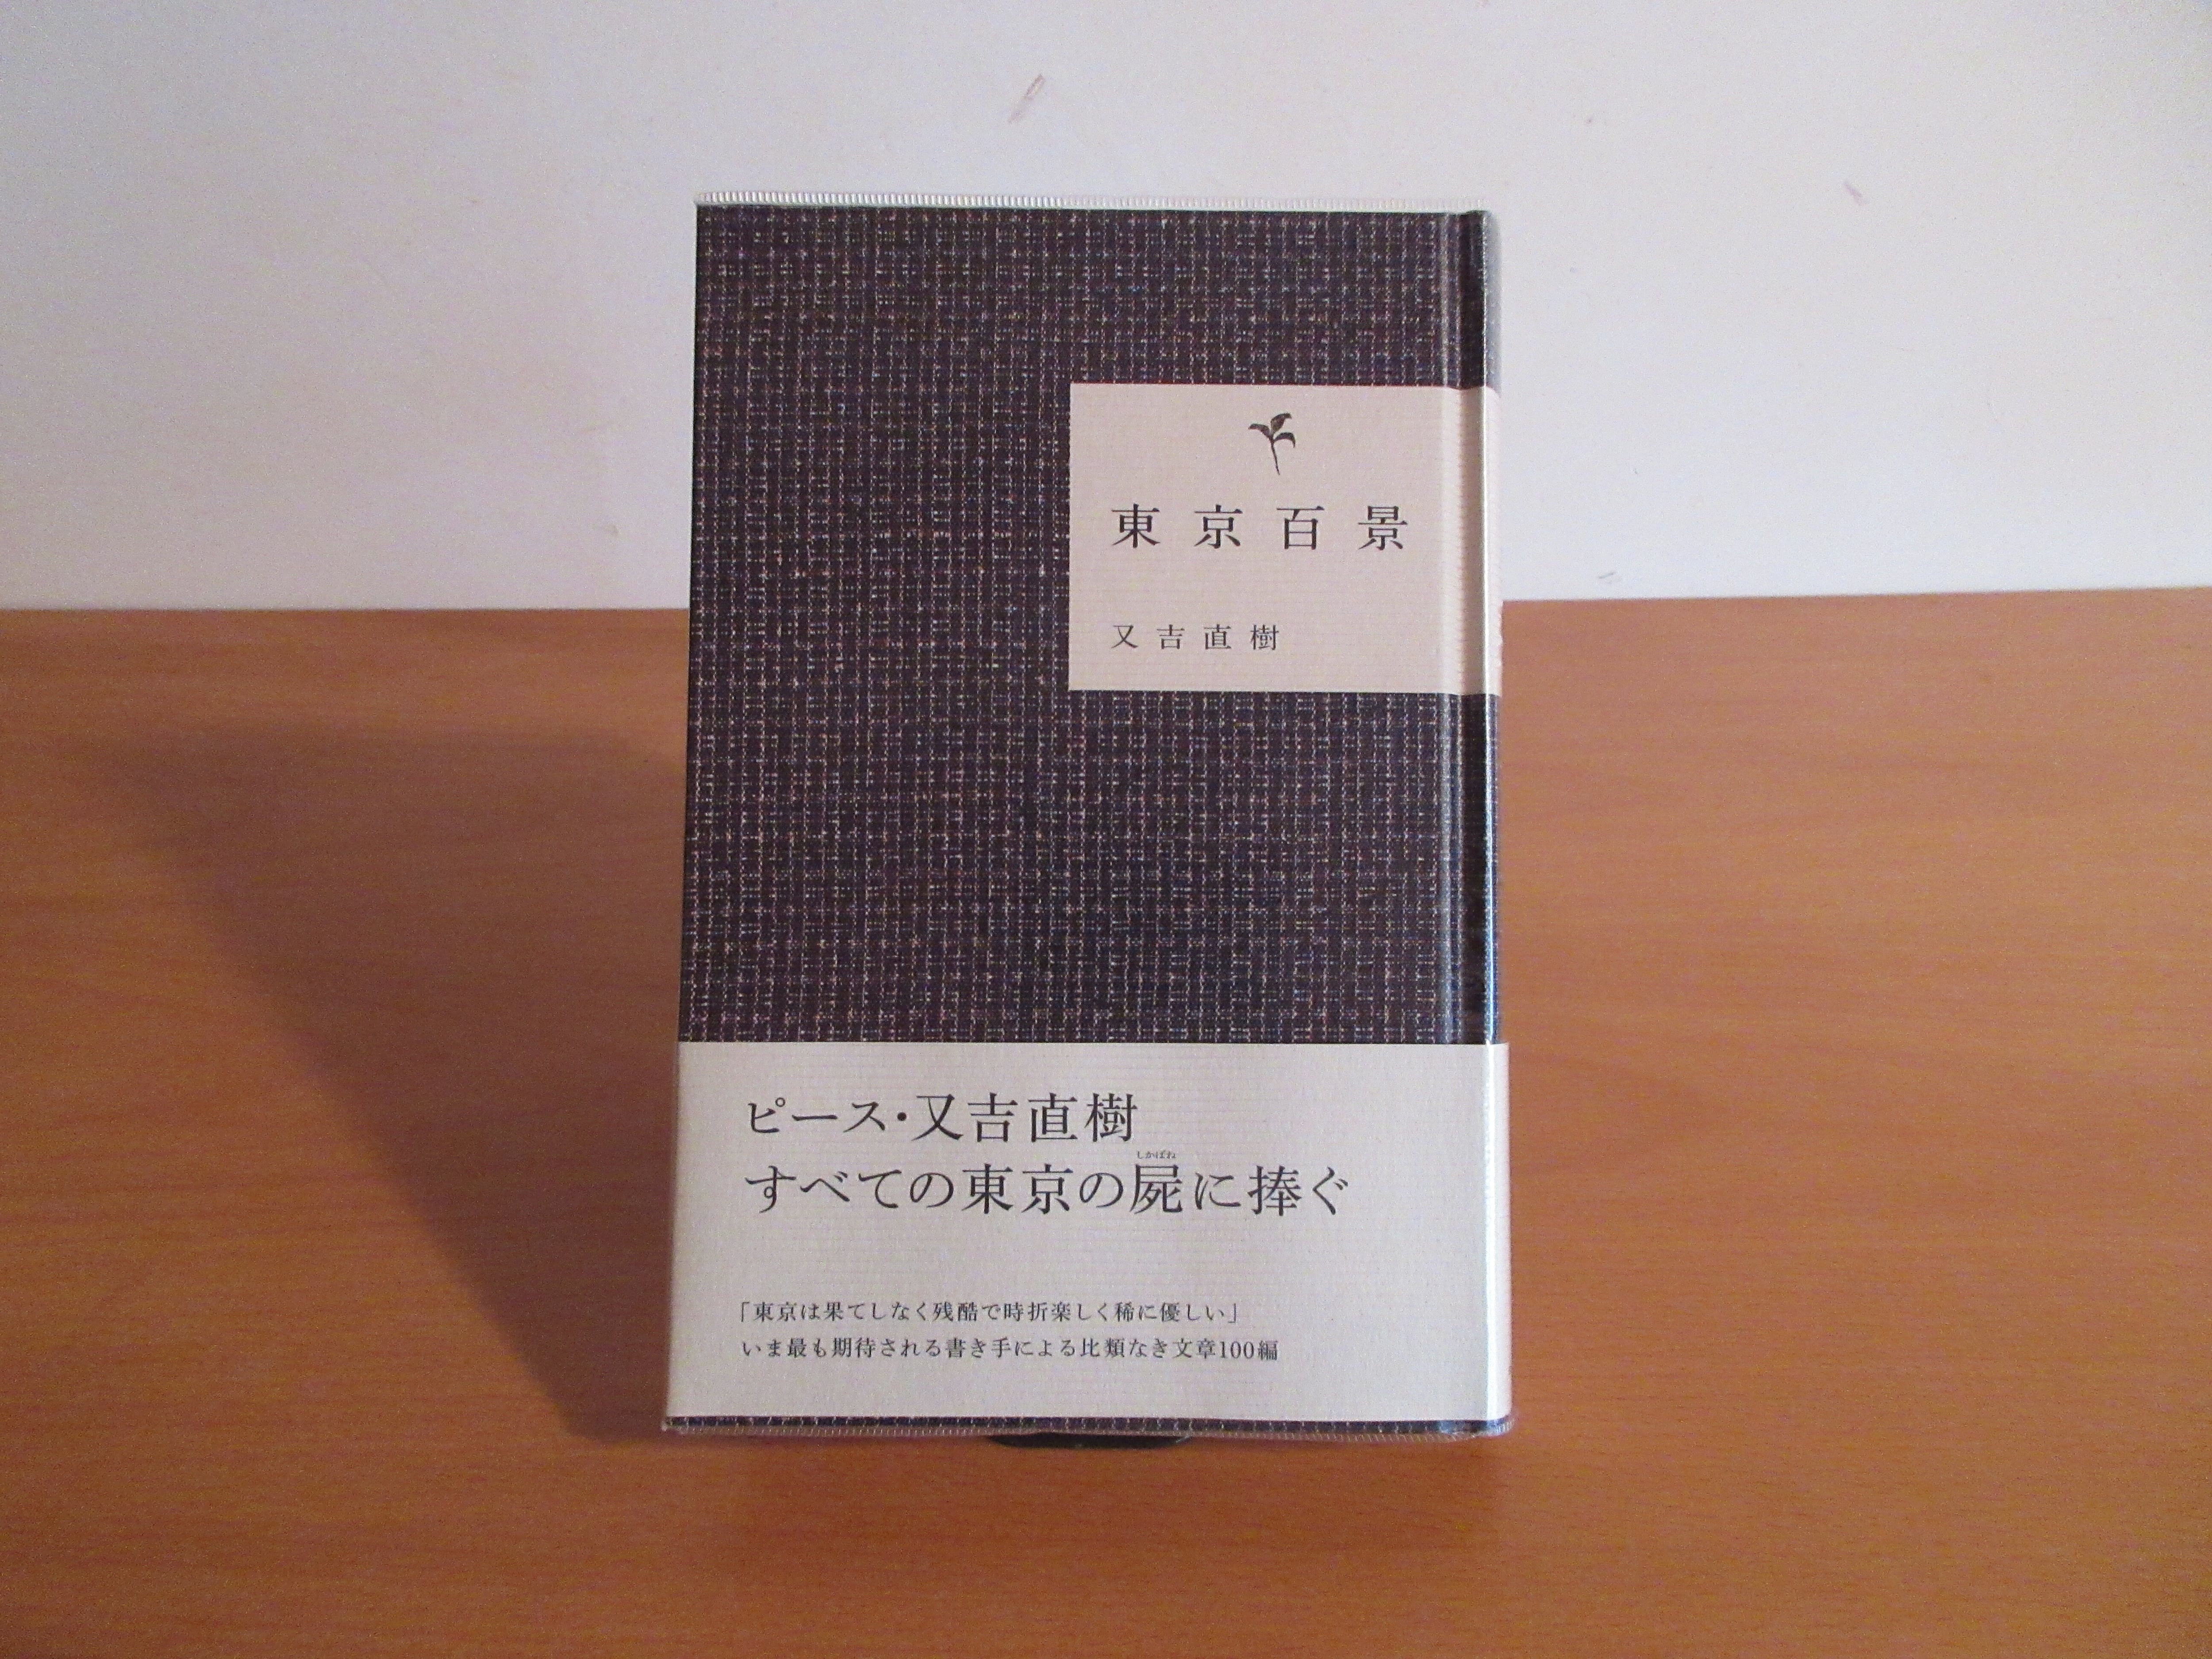 東京百景
又吉直樹
ピース・又吉直樹
しかばね
すべての東京の屍に捧ぐ
「東京は果てしなく残酷で時折楽しく稀に優しい」
いま最も期待される書き手による比類なき文章100編